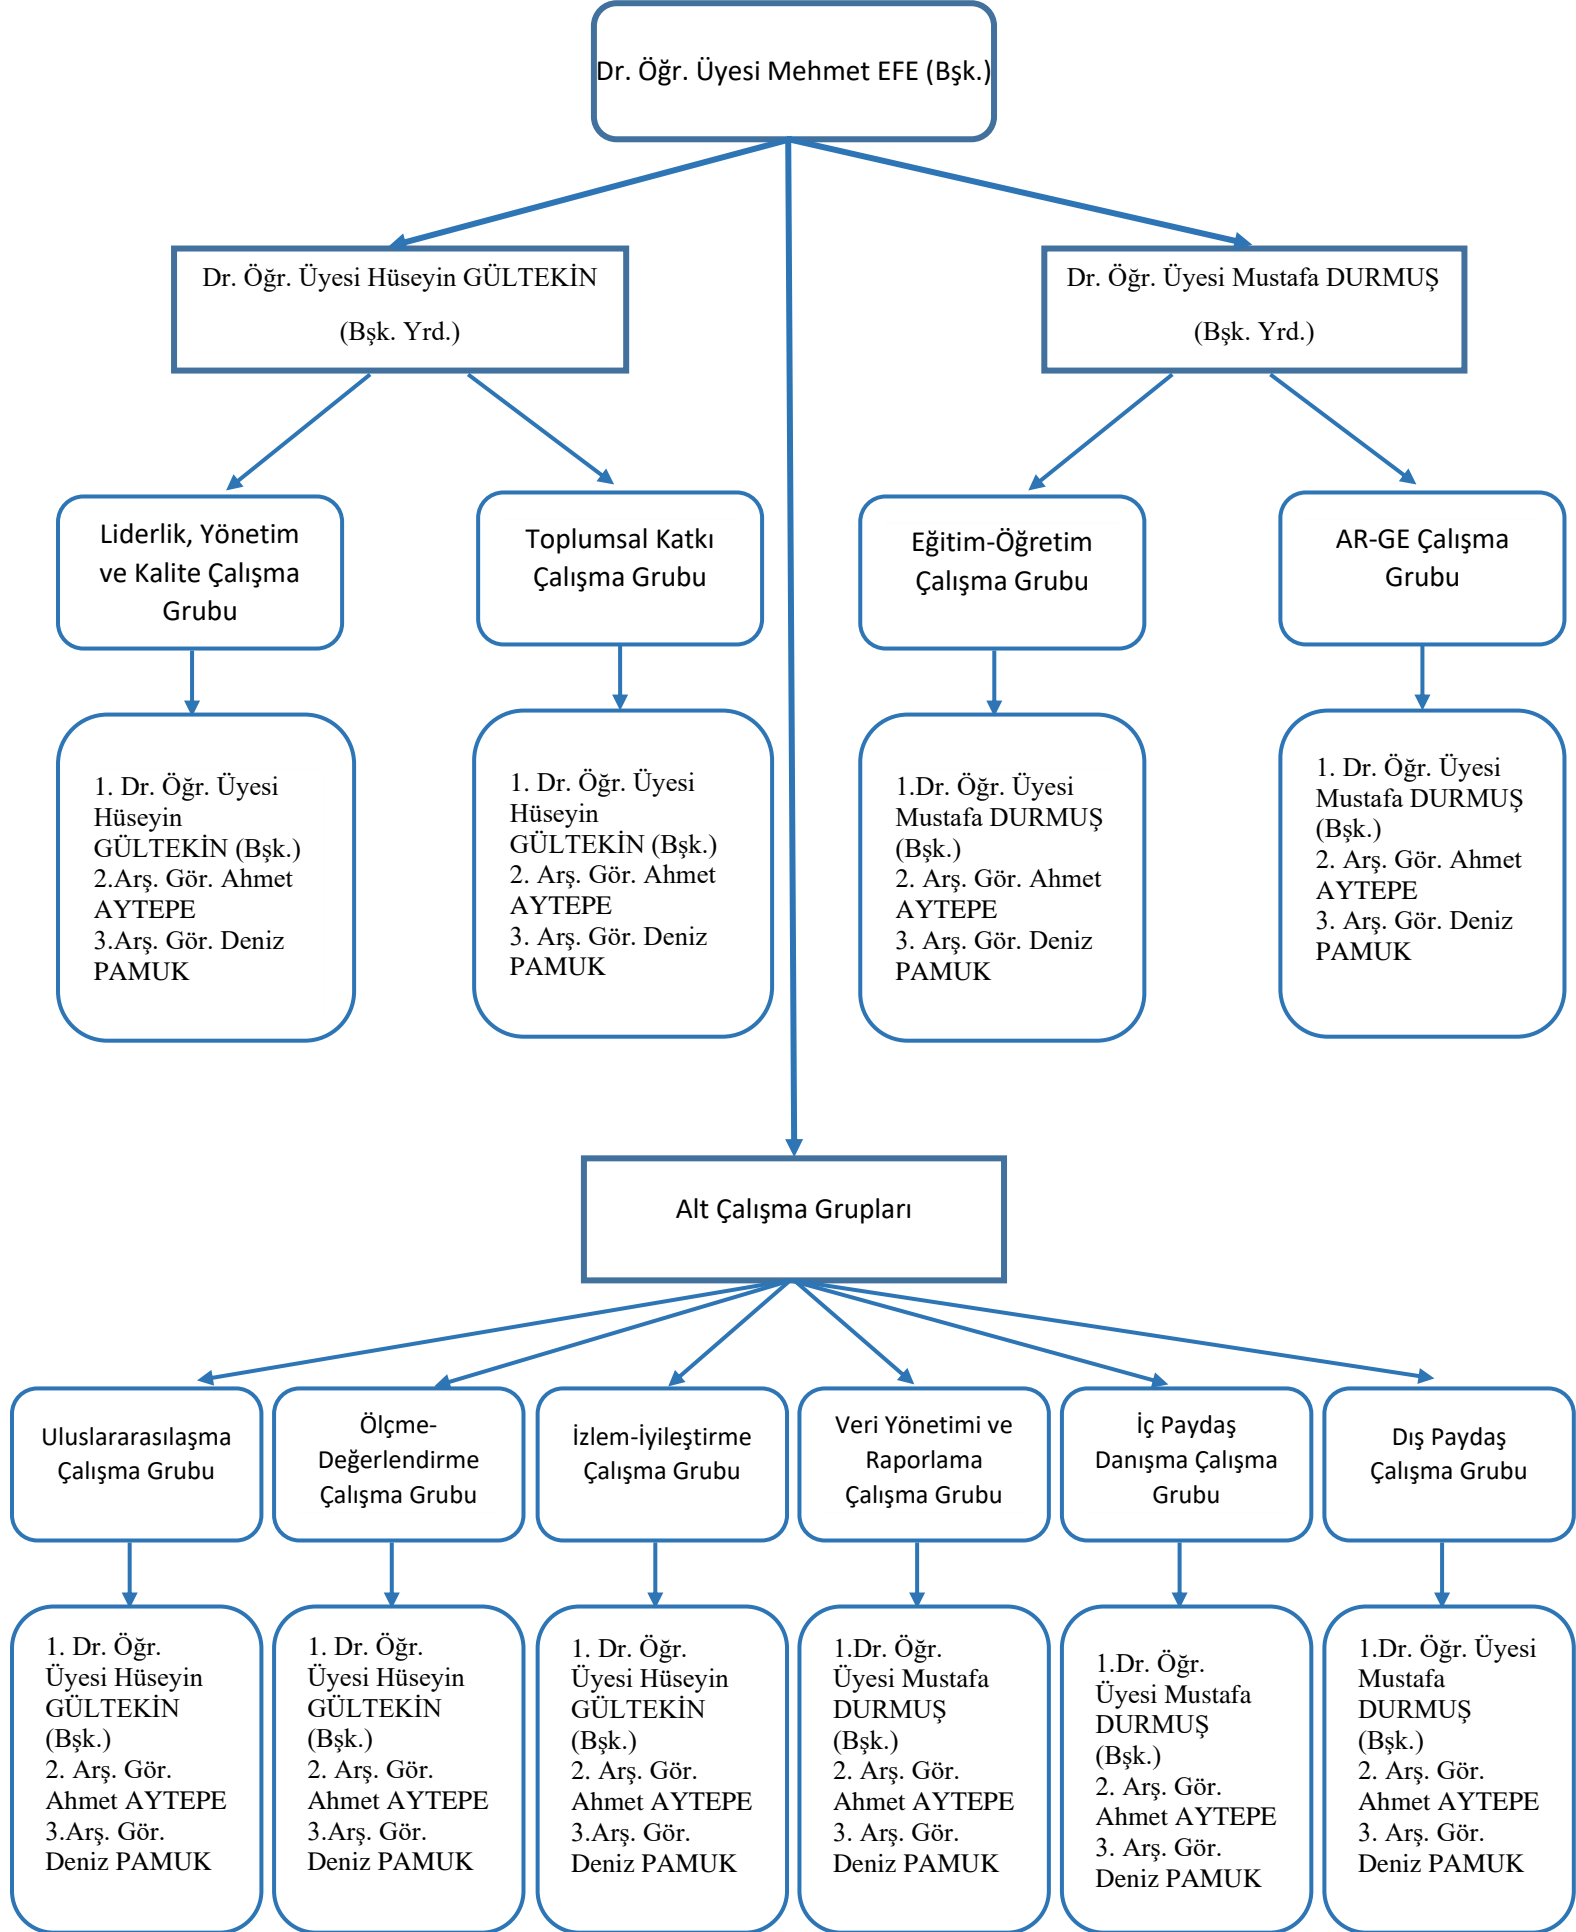 Dr. Öğr. Üyesi Mehmet EFE (Bşk.)
Dr. Öğr. Üyesi Hüseyin GÜLTEKİN
(Bşk. Yrd.)
Dr. Öğr. Üyesi Mustafa DURMUŞ
(Bşk. Yrd.)
Liderlik, Yönetim
ve Kalite Çalışma
Grubu
Toplumsal Katkı
Çalışma Grubu
Eğitim-Öğretim
Çalışma Grubu
AR-GE Çalışma
Grubu
1. Dr. Öğr. Üyesi
Hüseyin
GÜLTEKİN (Bşk.)
2.Arş. Gör. Ahmet
AYTEPE
3.Arş. Gör. Deniz
PAMUK
1. Dr. Öğr. Üyesi
Hüseyin
GÜLTEKİN (Bşk.)
2. Arş. Gör. Ahmet
AYTEPE
3. Arş. Gör. Deniz
PAMUK
1.Dr. Öğr. Üyesi
Mustafa DURMUŞ
(Bşk.)
2. Arş. Gör. Ahmet
AYTEPE
3. Arş. Gör. Deniz
PAMUK
1. Dr. Öğr. Üyesi
Mustafa DURMUŞ
(Bşk.)
2. Arş. Gör. Ahmet
AYTEPE
3. Arş. Gör. Deniz
PAMUK
Alt Çalışma Grupları
Uluslararasılaşma
Çalışma Grubu
Ölçme-
Değerlendirme
Çalışma Grubu
İzlem-İyileştirme
Çalışma Grubu
Veri Yönetimi ve
Raporlama
Çalışma Grubu
İç Paydaş
Danışma Çalışma
Grubu
Dış Paydaş
Çalışma Grubu
1. Dr. Öğr.
Üyesi Hüseyin
GÜLTEKİN
(Bşk.)
2. Arş. Gör.
Ahmet AYTEPE
3.Arş. Gör.
Deniz PAMUK
1. Dr. Öğr.
Üyesi Hüseyin
GÜLTEKİN
(Bşk.)
2. Arş. Gör.
Ahmet AYTEPE
3.Arş. Gör.
Deniz PAMUK
1. Dr. Öğr.
Üyesi Hüseyin
GÜLTEKİN
(Bşk.)
2. Arş. Gör.
Ahmet AYTEPE
3.Arş. Gör.
Deniz PAMUK
1.Dr. Öğr.
Üyesi Mustafa
DURMUŞ
(Bşk.)
2. Arş. Gör.
Ahmet AYTEPE
3. Arş. Gör.
Deniz PAMUK
1.Dr. Öğr.
Üyesi Mustafa
DURMUŞ
(Bşk.)
2. Arş. Gör.
Ahmet AYTEPE
3. Arş. Gör.
Deniz PAMUK
1.Dr. Öğr. Üyesi
Mustafa
DURMUŞ
(Bşk.)
2. Arş. Gör.
Ahmet AYTEPE
3. Arş. Gör.
Deniz PAMUK